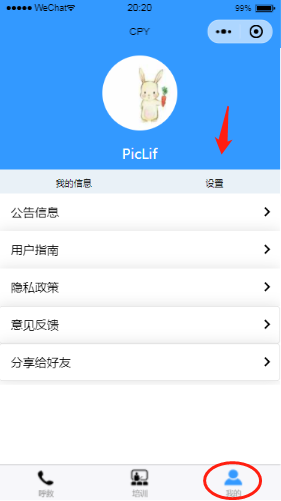 WeChat
20:20
99%
CPY
PicLif
我的信息
设置
公告信息
用户指南
隐私政策
意见反馈
分享给好友
呼救
培训
我的